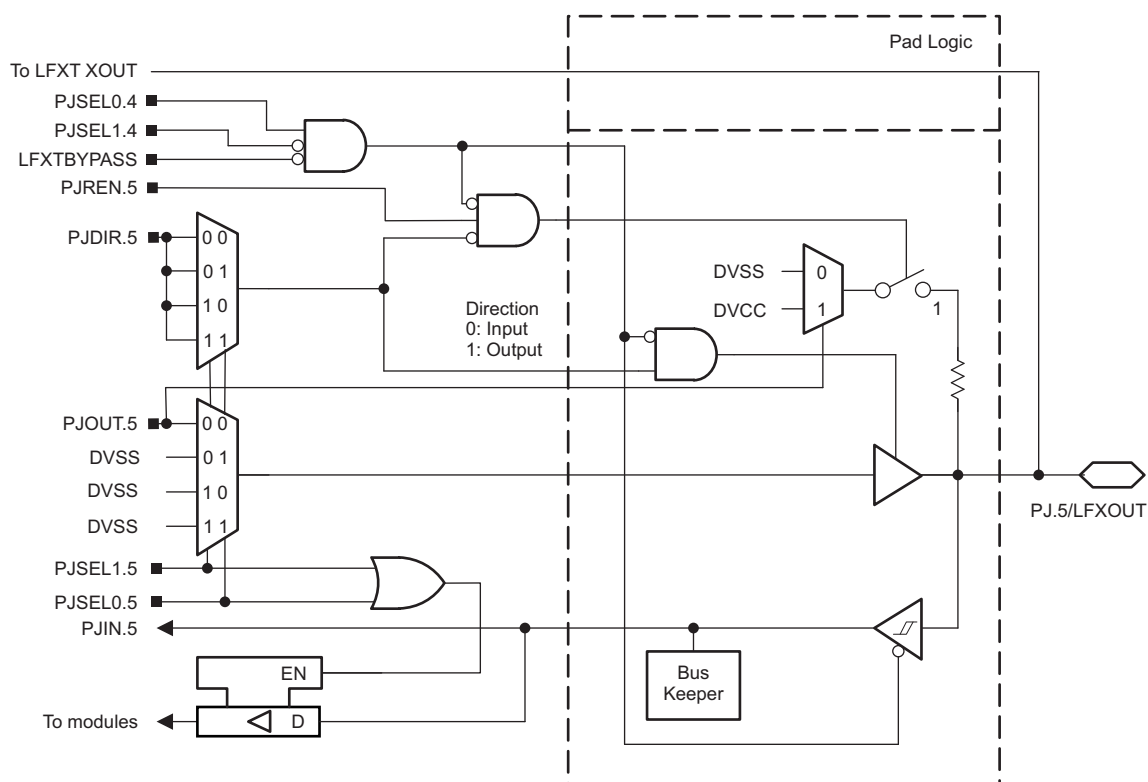 Pad Logic
To LFXT XOUT
PJSEL0.4
PJSEL1.4
LFXTBYPASS
PJREN.5
PJDIR.5
0 0
0 1
1 0
1 1
Direction
0: Input
1: Output
DVSS
0
DVCC
1
1
PJOUT.5
0 0
DVSS
0 1
DVSS
1 0
DVSS
1 1
PJ.5/LFXOUT
PJSEL1.5
PJSEL0.5
PJIN.5
Bus
Keeper
EN
D
To modules